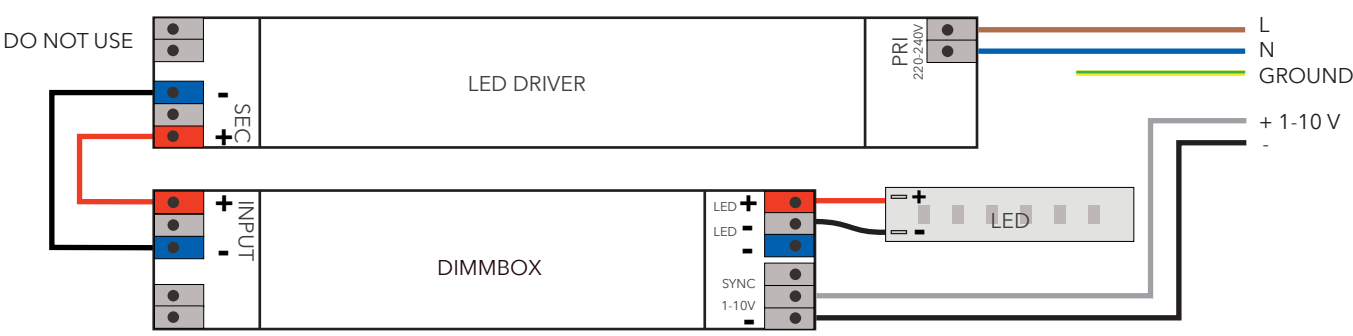 DO NOT USE
-
+
SEC
LED DRIVER
PRI
220-240V
L
N
GROUND
+ 1-10 V
-
+
-
INPUT
DIMMBOX
LED +
LED -
-
SYNC
1-10V
-
+
-
LED